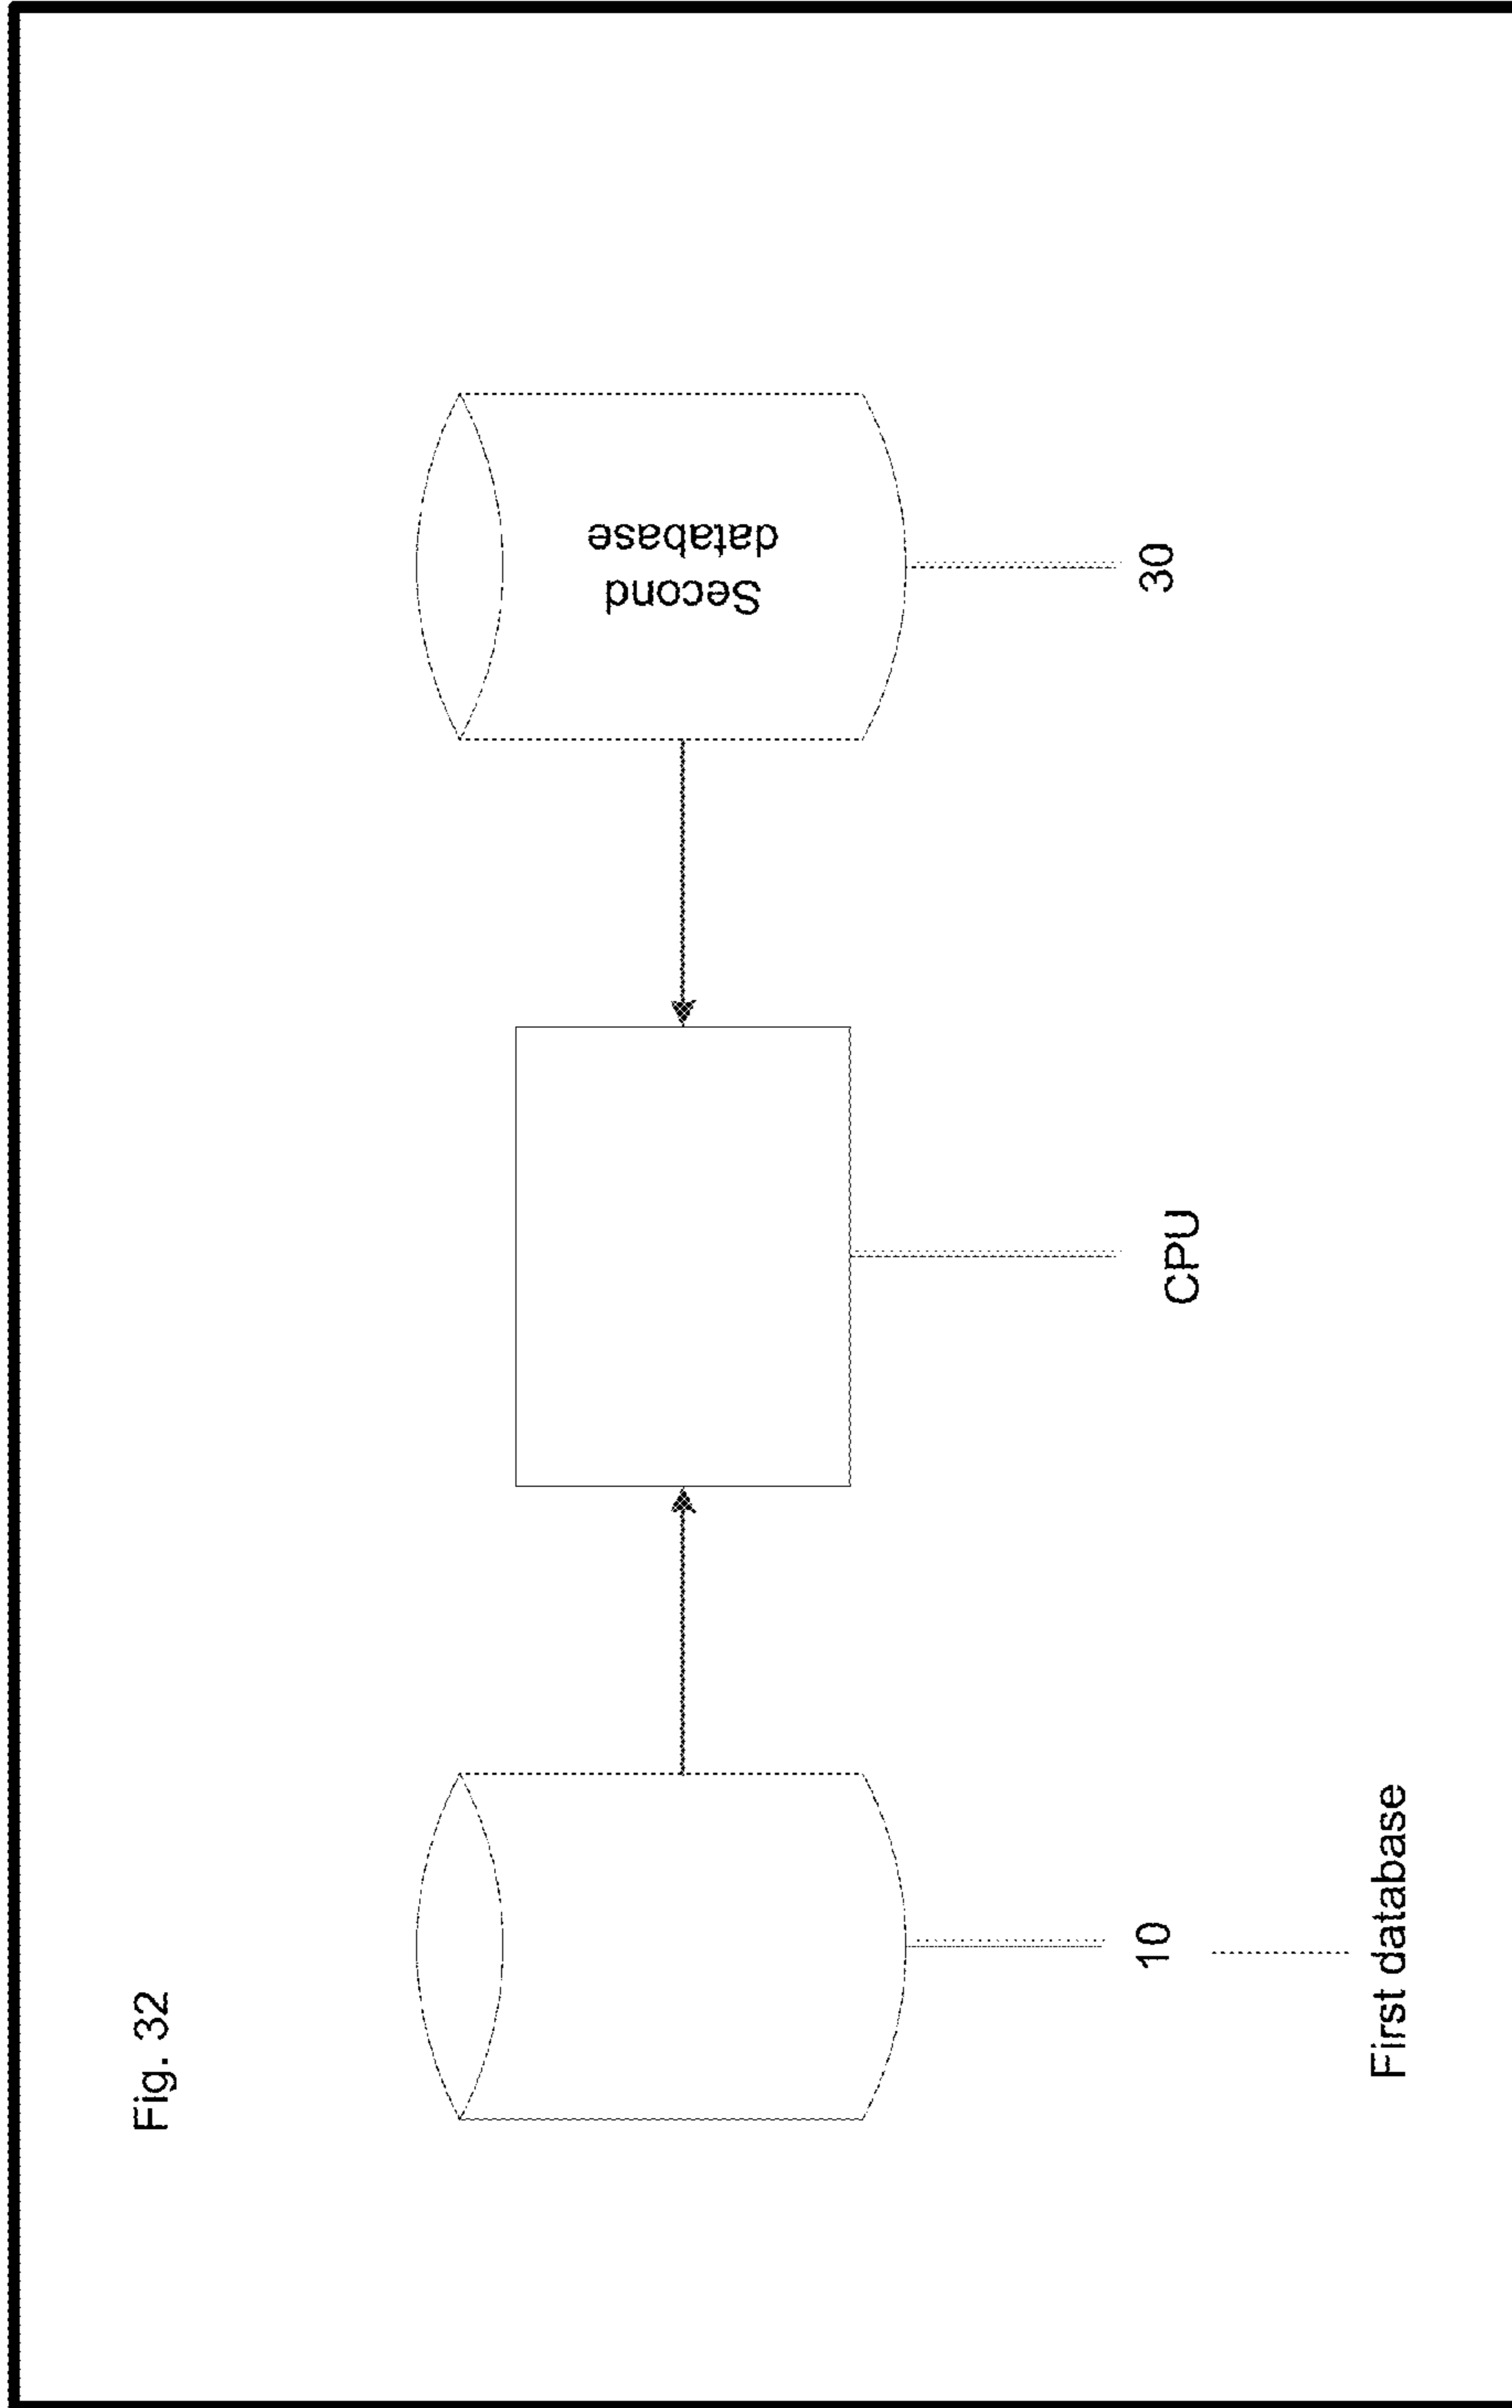 Fig. 32
Second
database
10
CPU
30
First database